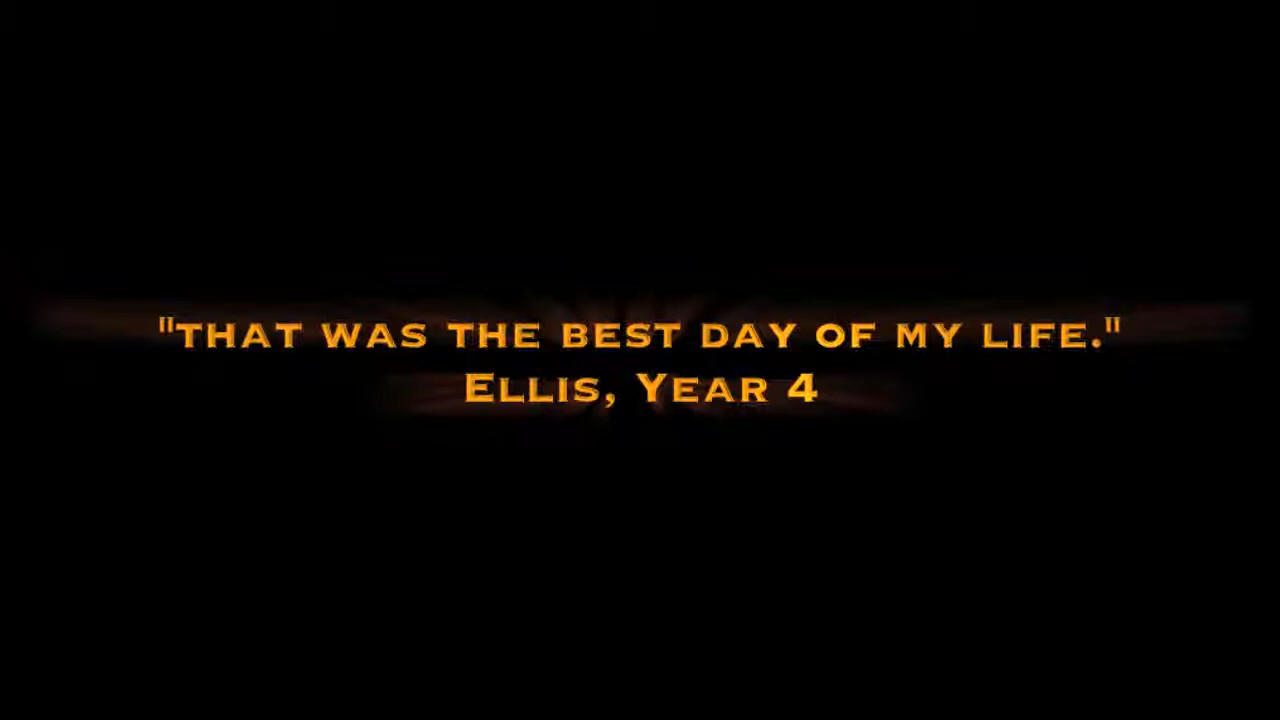 "THAT WAS THE BEST DAY OF MY LIFE."
ELLIS, YEAR 4